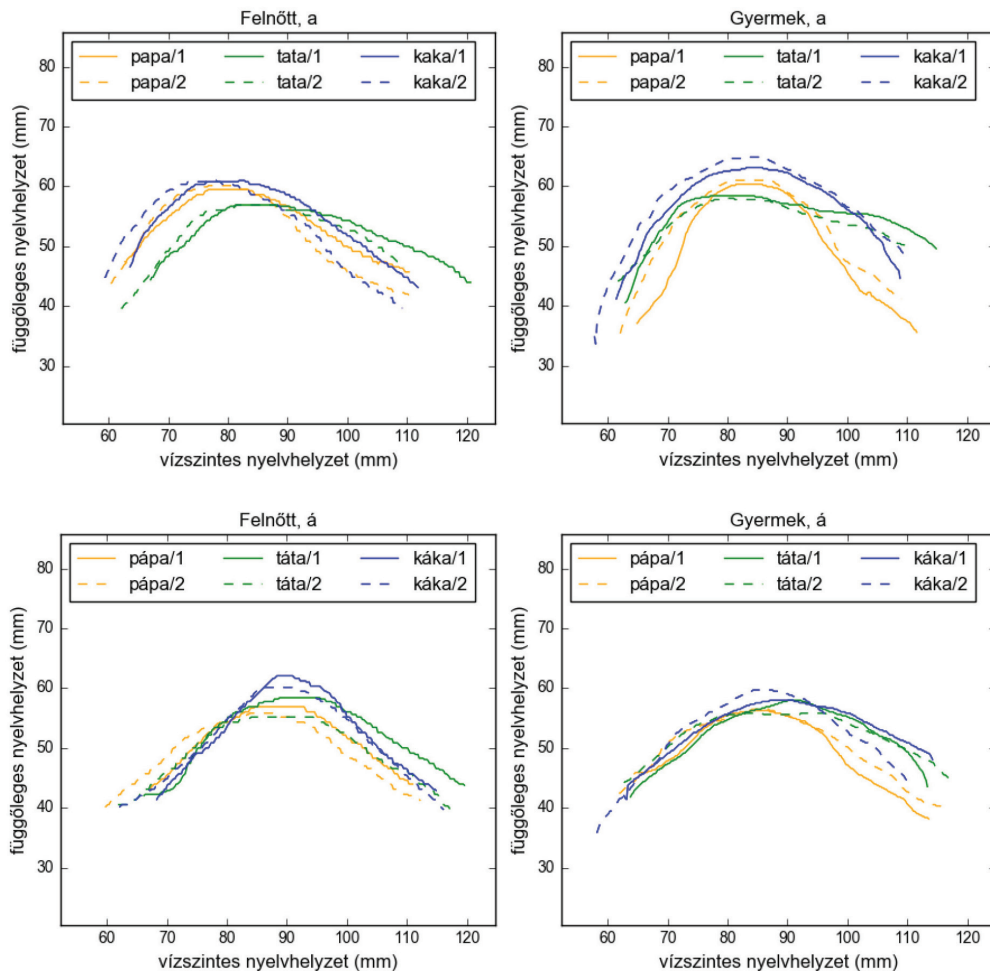 Felnőtt, a
papa/1 tata/1 kaka/1
papa/2 tata/2 kaka/2
függőleges nyelvhelyzet (mm)
80
70
60
50
40
30
60 70 80 90 100 110 120
vízszintes nyelvhelyzet (mm)
Gyermek, a
papa/1 tata/1 kaka/1
papa/2 tata/2 kaka/2
függőleges nyelvhelyzet (mm)
80
70
60
50
40
30
60 70 80 90 100 110 120
vízszintes nyelvhelyzet (mm)
Felnőtt, á
pápa/1 táta/1 káka/1
pápa/2 táta/2 káka/2
függőleges nyelvhelyzet (mm)
80
70
60
50
40
30
60 70 80 90 100 110 120
vízszintes nyelvhelyzet (mm)
Gyermek, á
pápa/1 táta/1 káka/1
pápa/2 táta/2 káka/2
függőleges nyelvhelyzet (mm)
80
70
60
50
40
30
60 70 80 90 100 110 120
vízszintes nyelvhelyzet (mm)